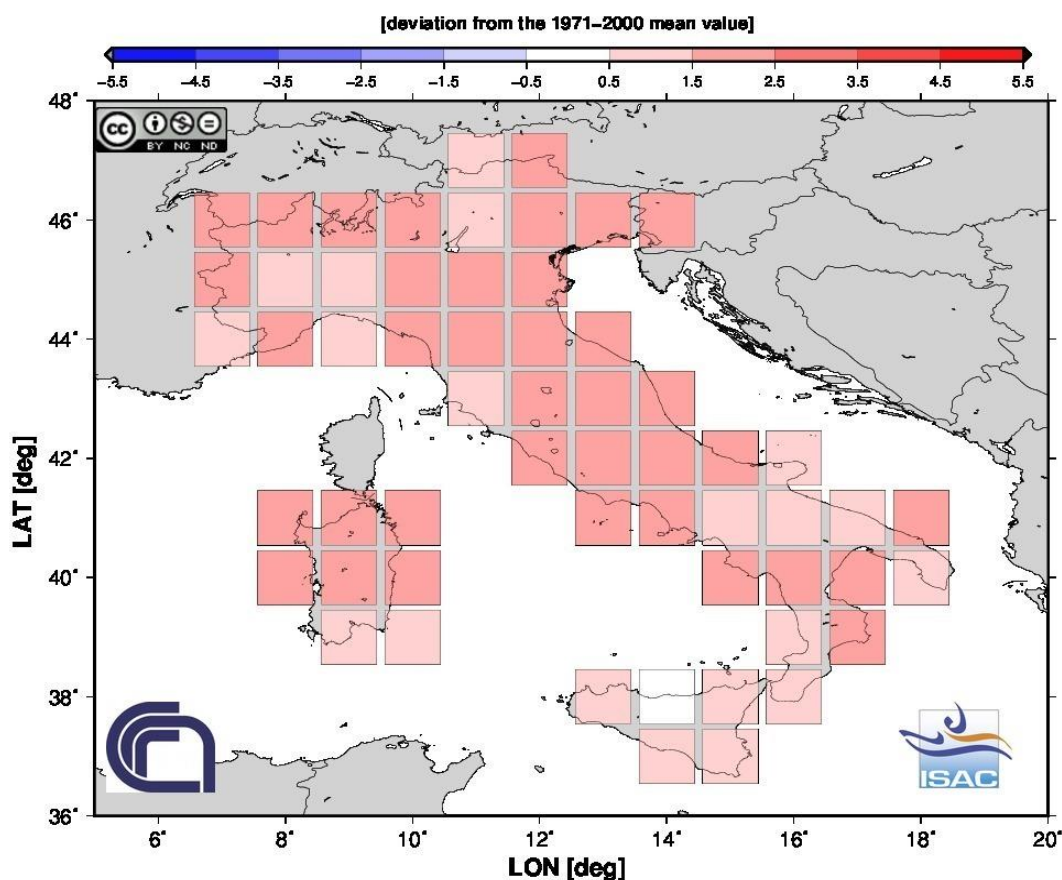 [deviation from the 1971–2000 mean value]
−5.5 −4.5 −3.5 −2.5 −1.5 −0.5 0.5 1.5 2.5 3.5 4.5 5.5
48°
cc
BY NC ND
46°
44°
42°
LAT [deg]
40°
38°
ISAC
36°
6° 8° 10° 12° 14° 16° 18° 20°
LON [deg]